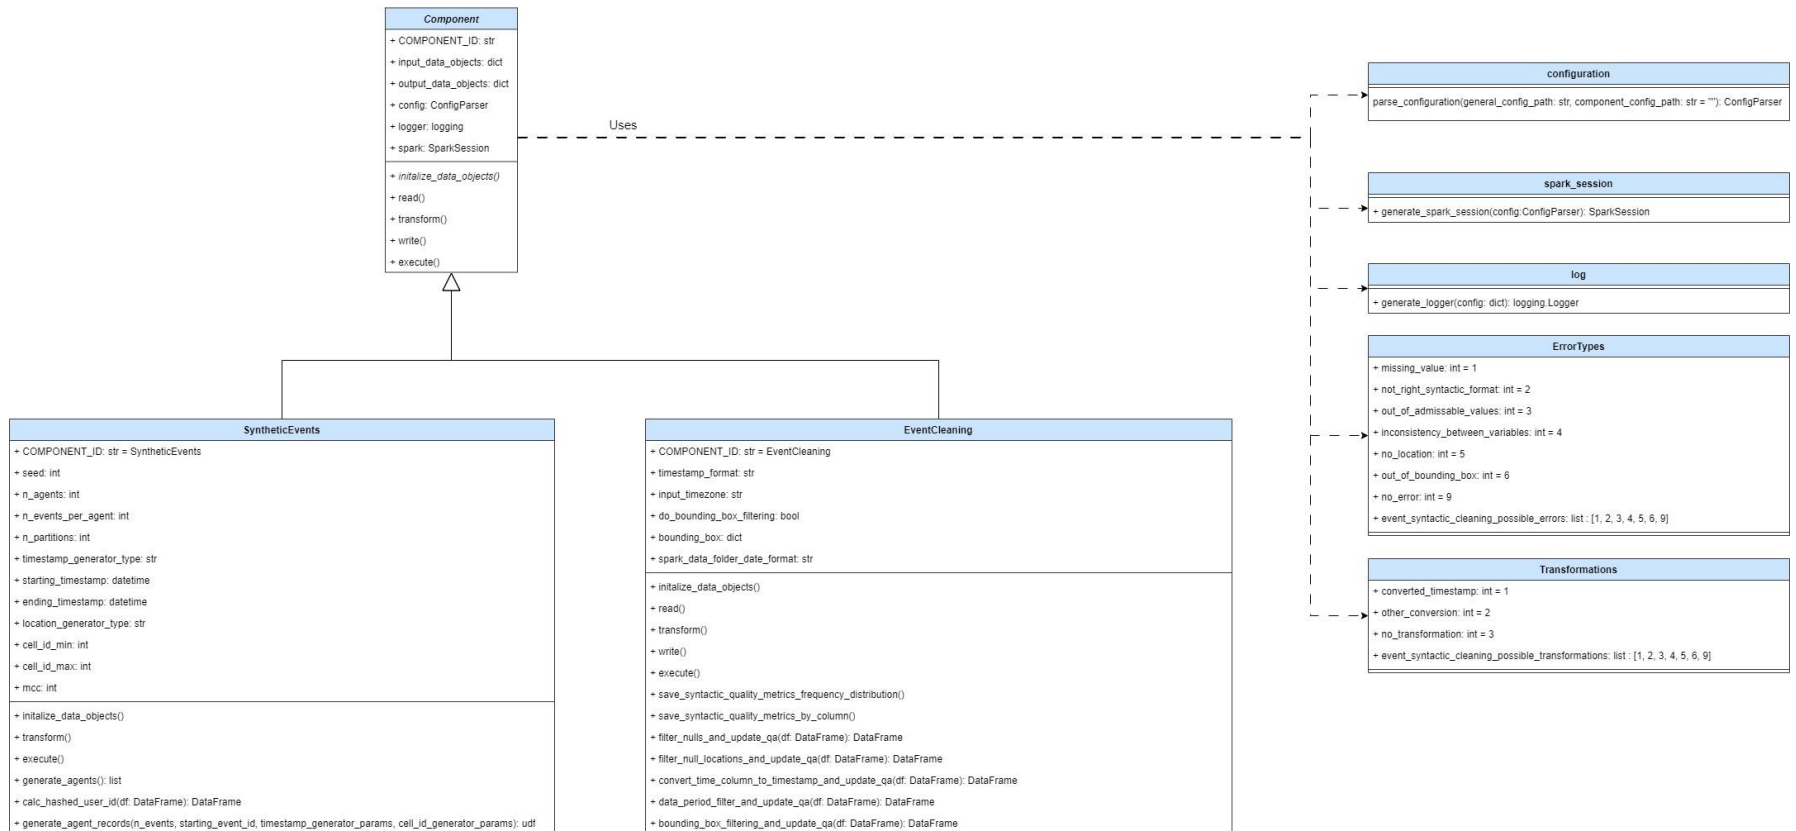 Component
+ COMPONENT_ID: str
+ input_data_objects: dict
+ output_data_objects: dict
+ config: ConfigParser
+ logger: logging
+ spark: SparkSession
+ initalize_data_objects()
+ read()
+ transform()
+ write()
+ execute()
Uses
configuration
parse_configuration(general_config_path: str, component_config_path: str = ""): ConfigParser
spark_session
+ generate_spark_session(config:ConfigParser): SparkSession
log
+ generate_logger(config: dict): logging.Logger
ErrorTypes
+ missing_value: int = 1
+ not_right_syntactic_format: int = 2
+ out_of_admissable_values: int = 3
+ inconsistency_between_variables: int = 4
+ no_location: int = 5
+ out_of_bounding_box: int = 6
+ no_error: int = 9
+ event_syntactic_cleaning_possible_errors: list : [1, 2, 3, 4, 5, 6, 9]
Transformations
+ converted_timestamp: int = 1
+ other_conversion: int = 2
+ no_transformation: int = 3
+ event_syntactic_cleaning_possible_transformations: list : [1, 2, 3, 4, 5, 6, 9]
SyntheticEvents
+ COMPONENT_ID: str = SyntheticEvents
+ seed: int
+ n_agents: int
+ n_events_per_agent: int
+ n_partitions: int
+ timestamp_generator_type: str
+ starting_timestamp: datetime
+ ending_timestamp: datetime
+ location_generator_type: str
+ cell_id_min: int
+ cell_id_max: int
+ mcc: int
+ initalize_data_objects()
+ transform()
+ execute()
+ generate_agents(): list
+ calc_hashed_user_id(df: DataFrame): DataFrame
+ generate_agent_records(n_events, starting_event_id, timestamp_generator_params, cell_id_generator_params): udf
EventCleaning
+ COMPONENT_ID: str = EventCleaning
+ timestamp_format: str
+ input_timezone: str
+ do_bounding_box_filtering: bool
+ bounding_box: dict
+ spark_data_folder_date_format: str
+ initalize_data_objects()
+ read()
+ transform()
+ write()
+ execute()
+ save_syntactic_quality_metrics_frequency_distribution()
+ save_syntactic_quality_metrics_by_column()
+ filter_nulls_and_update_qa(df: DataFrame): DataFrame
+ filter_null_locations_and_update_qa(df: DataFrame): DataFrame
+ convert_time_column_to_timestamp_and_update_qa(df: DataFrame): DataFrame
+ data_period_filter_and_update_qa(df: DataFrame): DataFrame
+ bounding_box_filtering_and_update_qa(df: DataFrame): DataFrame